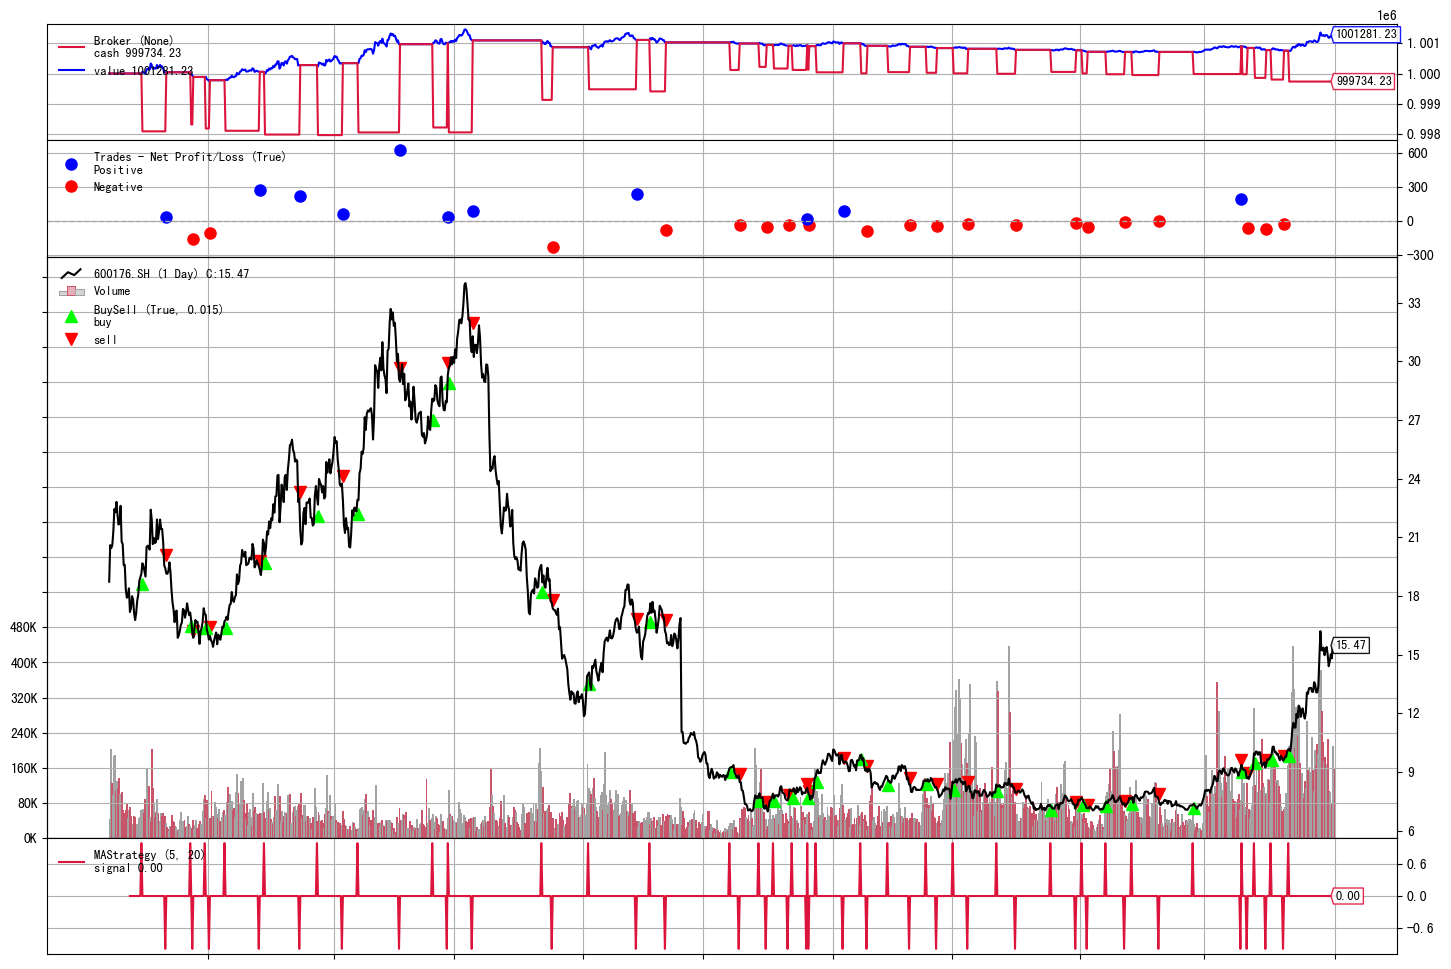 1e6
Broker (None)
cash 999734.23
value 1001281.23
1001281.23
999734.23
1.001
1.000
0.999
0.998
Trades - Net Profit/Loss (True)
Positive
Negative
600
300
0
-300
600176.SH (1 Day) C:15.47
Volume
BuySell (True, 0.015)
buy
sell
33
30
27
24
21
18
15
12
9
6
15.47
480K
400K
320K
240K
160K
80K
0K
MAStrategy (5, 20)
signal 0.00
0.6
0.0
-0.6
0.00